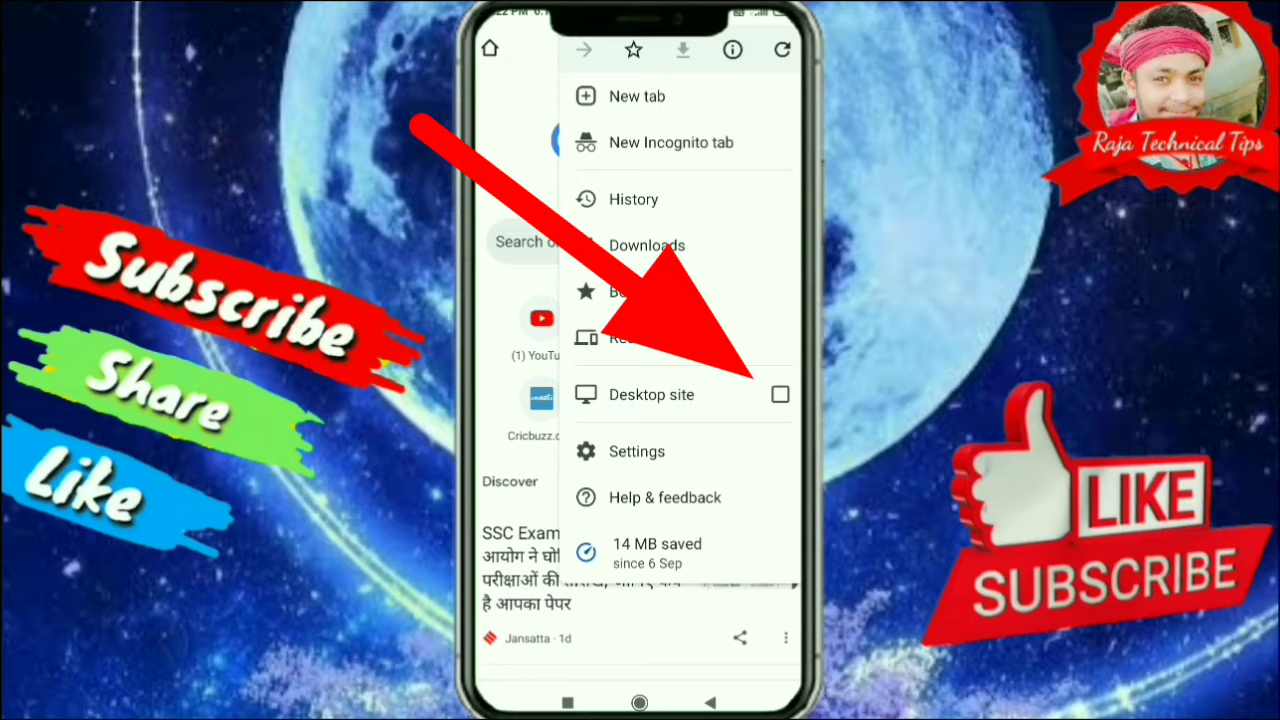 New tab
New Incognito tab
History
Search
Downloads
(1) YouTu
Desktop site
Cricbuzz.c
Settings
Discover
Help & feedback
SSC Exam
14 MB saved
since 6 Sep
आयोग ने
परीक्षाओं की
है आपका पेपर
Jansatta · 1d
Subscribe
Share
Like
Raja Technical Tips
LIKE
SUBSCRIBE